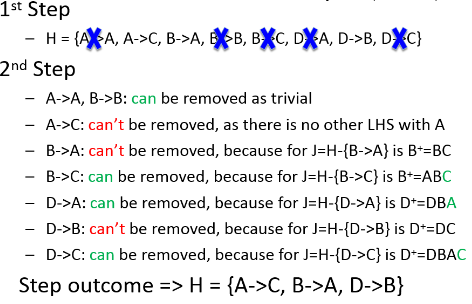 1st Step
– H = {A->A, A->C, B->A, B->B, B->C, D->A, D->B, D->C}
2nd Step
– A->A, B->B: can be removed as trivial
– A->C: can't be removed, as there is no other LHS with A
– B->A: can't be removed, because for J=H-{B->A} is B+=BC
– B->C: can be removed, because for J=H-{B->C} is B+=ABC
– D->A: can be removed, because for J=H-{D->A} is D+=DBA
– D->B: can't be removed, because for J=H-{D->B} is D+=DC
– D->C: can be removed, because for J=H-{D->C} is D+=DBAC
Step outcome => H = {A->C, B->A, D->B}